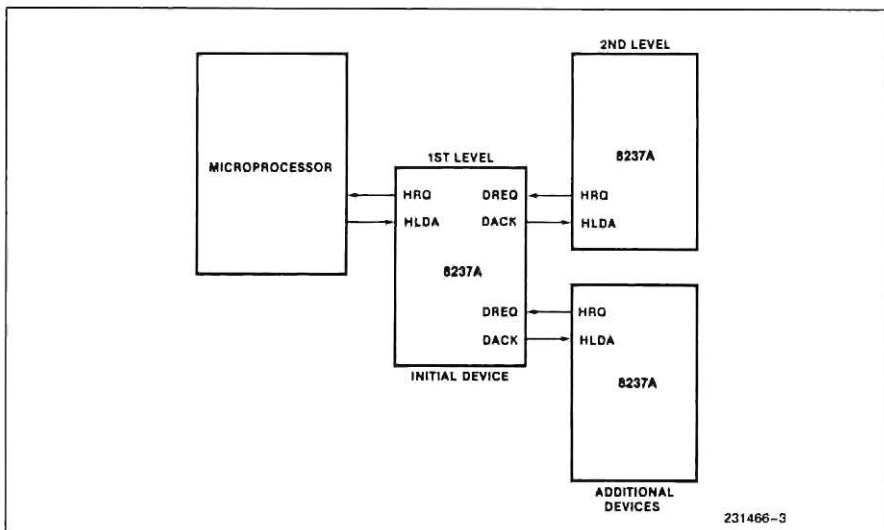 2ND LEVEL
8237A
HRQ
HLDA
MICROPROCESSOR
1ST LEVEL
HRQ
DREQ
HLDA
DACK
8237A
DREQ
DACK
INITIAL DEVICE
HRQ
HLDA
8237A
ADDITIONAL
DEVICES
231466-3